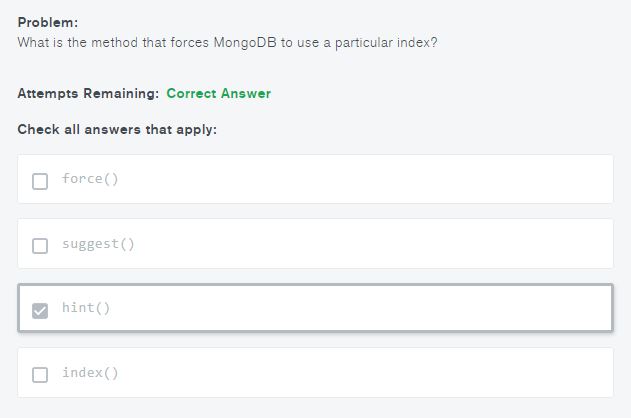 Problem:
What is the method that forces MongoDB to use a particular index?
Attempts Remaining: Correct Answer
Check all answers that apply:
force()
suggest()
hint()
index()